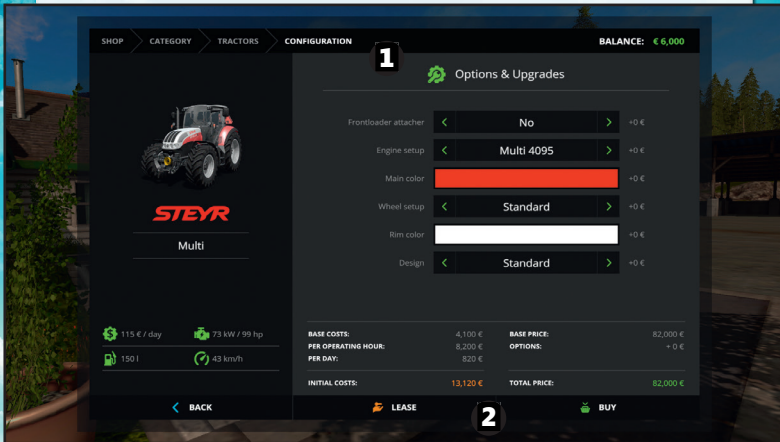 SHOP CATEGORY TRACTORS CONFIGURATION BALANCE: € 6,000
1
Options & Upgrades
Frontloader attacher < No > +0 €
Engine setup < Multi 4095 > +0 €
Main color +0 €
STEYR
Wheel setup < Standard > +0 €
Multi
Rim color +0 €
Design < Standard > +0 €
115 € / day 73 kW / 99 hp
150 l 43 km/h
BASE COSTS: 4,100 € BASE PRICE: 82,000 €
PER OPERATING HOUR: 8,200 € OPTIONS: + 0 €
PER DAY: 820 €
INITIAL COSTS: 13,120 € TOTAL PRICE: 82,000 €
< BACK LEASE 2 BUY